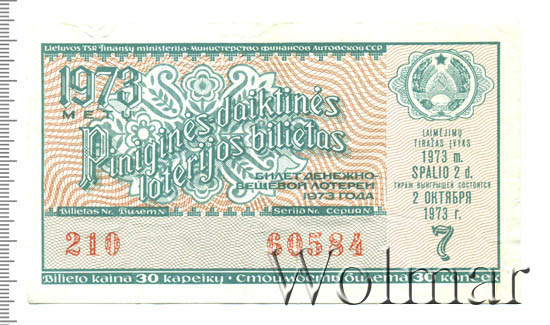 Lietuvos TSR finansų ministerija - Министерство финансов Литовской ССР
1973
METŲ
Piniginės daiktinės
loterijos bilietas
БИЛЕТ ДЕНЕЖНО-
ВЕЩЕВОЙ ЛОТЕРЕИ
1973 ГОДА
LAIMĖJIMŲ
TIRAŽAS ĮVYKS
1973 m.
SPALIO 2 d.
ТИРАЖ ВЫИГРЫШЕЙ СОСТОИТСЯ
2 ОКТЯБРЯ
1973 г.
Bilietas Nr. Билет N Serija Nr. Серия N
210 60584 7
Bilieto kaina 30 kapeikų - Стоимость билета 30 копеек
Wolmar